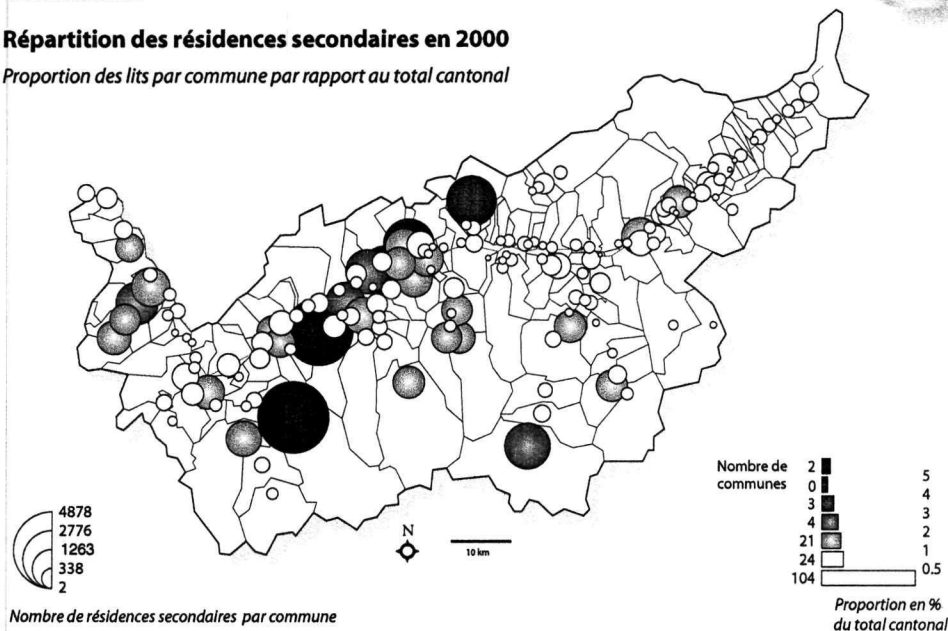 Répartition des résidences secondaires en 2000
Proportion des lits par commune par rapport au total cantonal
4878
2776
1263
338
2
Nombre de résidences secondaires par commune
N
10 km
Nombre de
communes
2
0
3
4
21
24
104
5
4
3
2
1
0.5
Proportion en %
du total cantonal